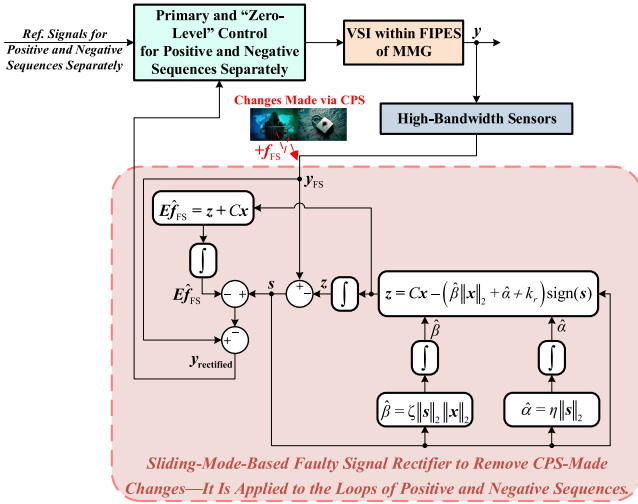 Ref. Signals for
Positive and Negative
Sequences Separately
Primary and “Zero-
Level” Control
for Positive and Negative
Sequences Separately
VSI within FIPES
of MMG
y
Changes Made via CPS
High-Bandwidth Sensors
+f_FS
y_FS
Ef̂_FS = z + Cx
∫
Ef̂_FS
s
z
∫
z = Cx − (β̂‖x‖₂ + α̂ + k_r) sign(s)
β̂
α̂
∫
∫
y_rectified
β̂ = ζ‖s‖₂‖x‖₂
α̂ = η‖s‖₂
Sliding-Mode-Based Faulty Signal Rectifier to Remove CPS-Made
Changes—It Is Applied to the Loops of Positive and Negative Sequences.